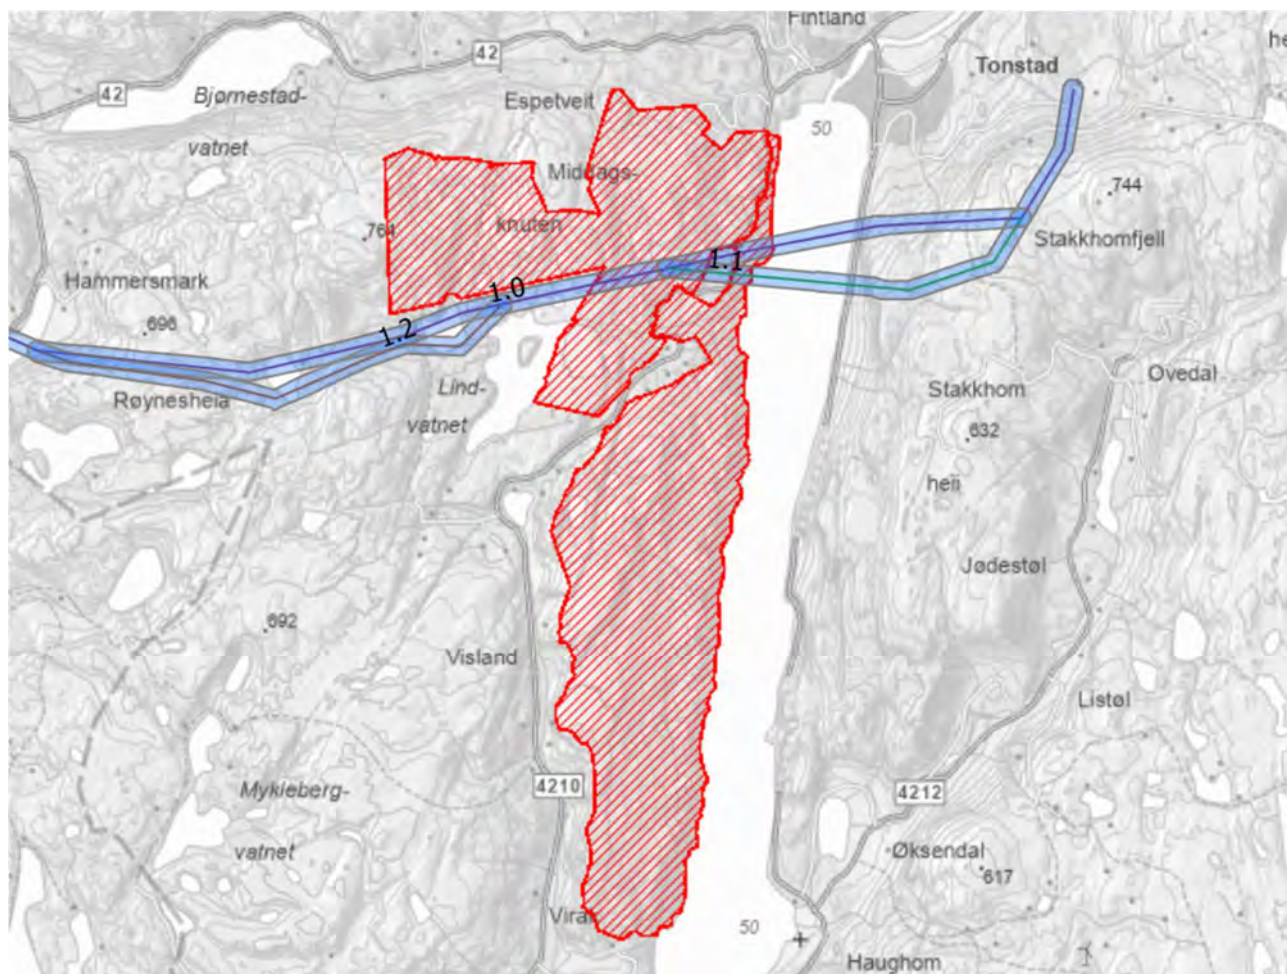 Fintland
42
Tonstad
42
Bjørnestad-
vatnet
Espetveit
50
Middags-
knuten
744
764
Stakkhomfjell
1.1
Hammersmark
1.0
696
1.2
Røynesheia
Lind-
vatnet
Stakkhom
Ovedal
632
heii
Jødestøl
692
Visland
Listøl
Mykleberg-
vatnet
4210
4212
Øksendal
617
50
Haughom